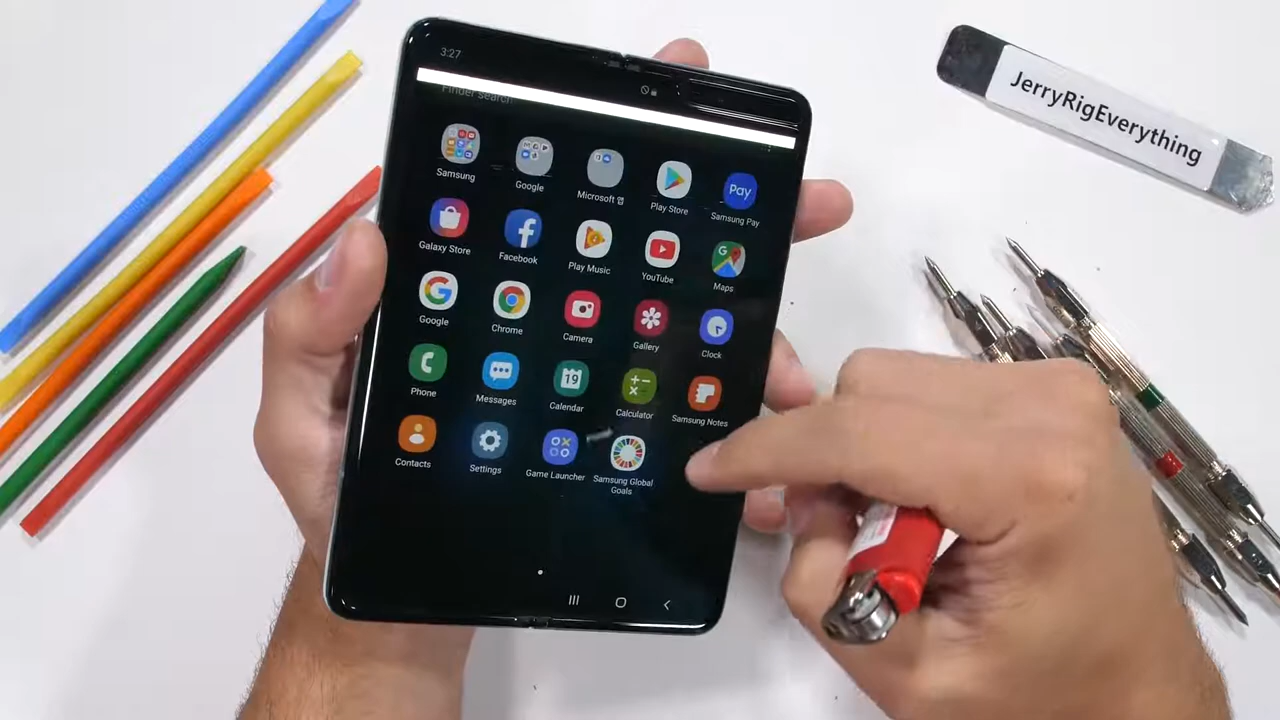 3:27
JerryRigEverything
Finder search
Samsung
Google
Microsoft
Play Store
Pay
Samsung Pay
Galaxy Store
Facebook
Play Music
YouTube
G
Maps
G
Google
Chrome
Camera
Gallery
Clock
Phone
Messages
19
Calendar
Calculator
Samsung Notes
Contacts
Settings
Game Launcher
Samsung Global
Goals